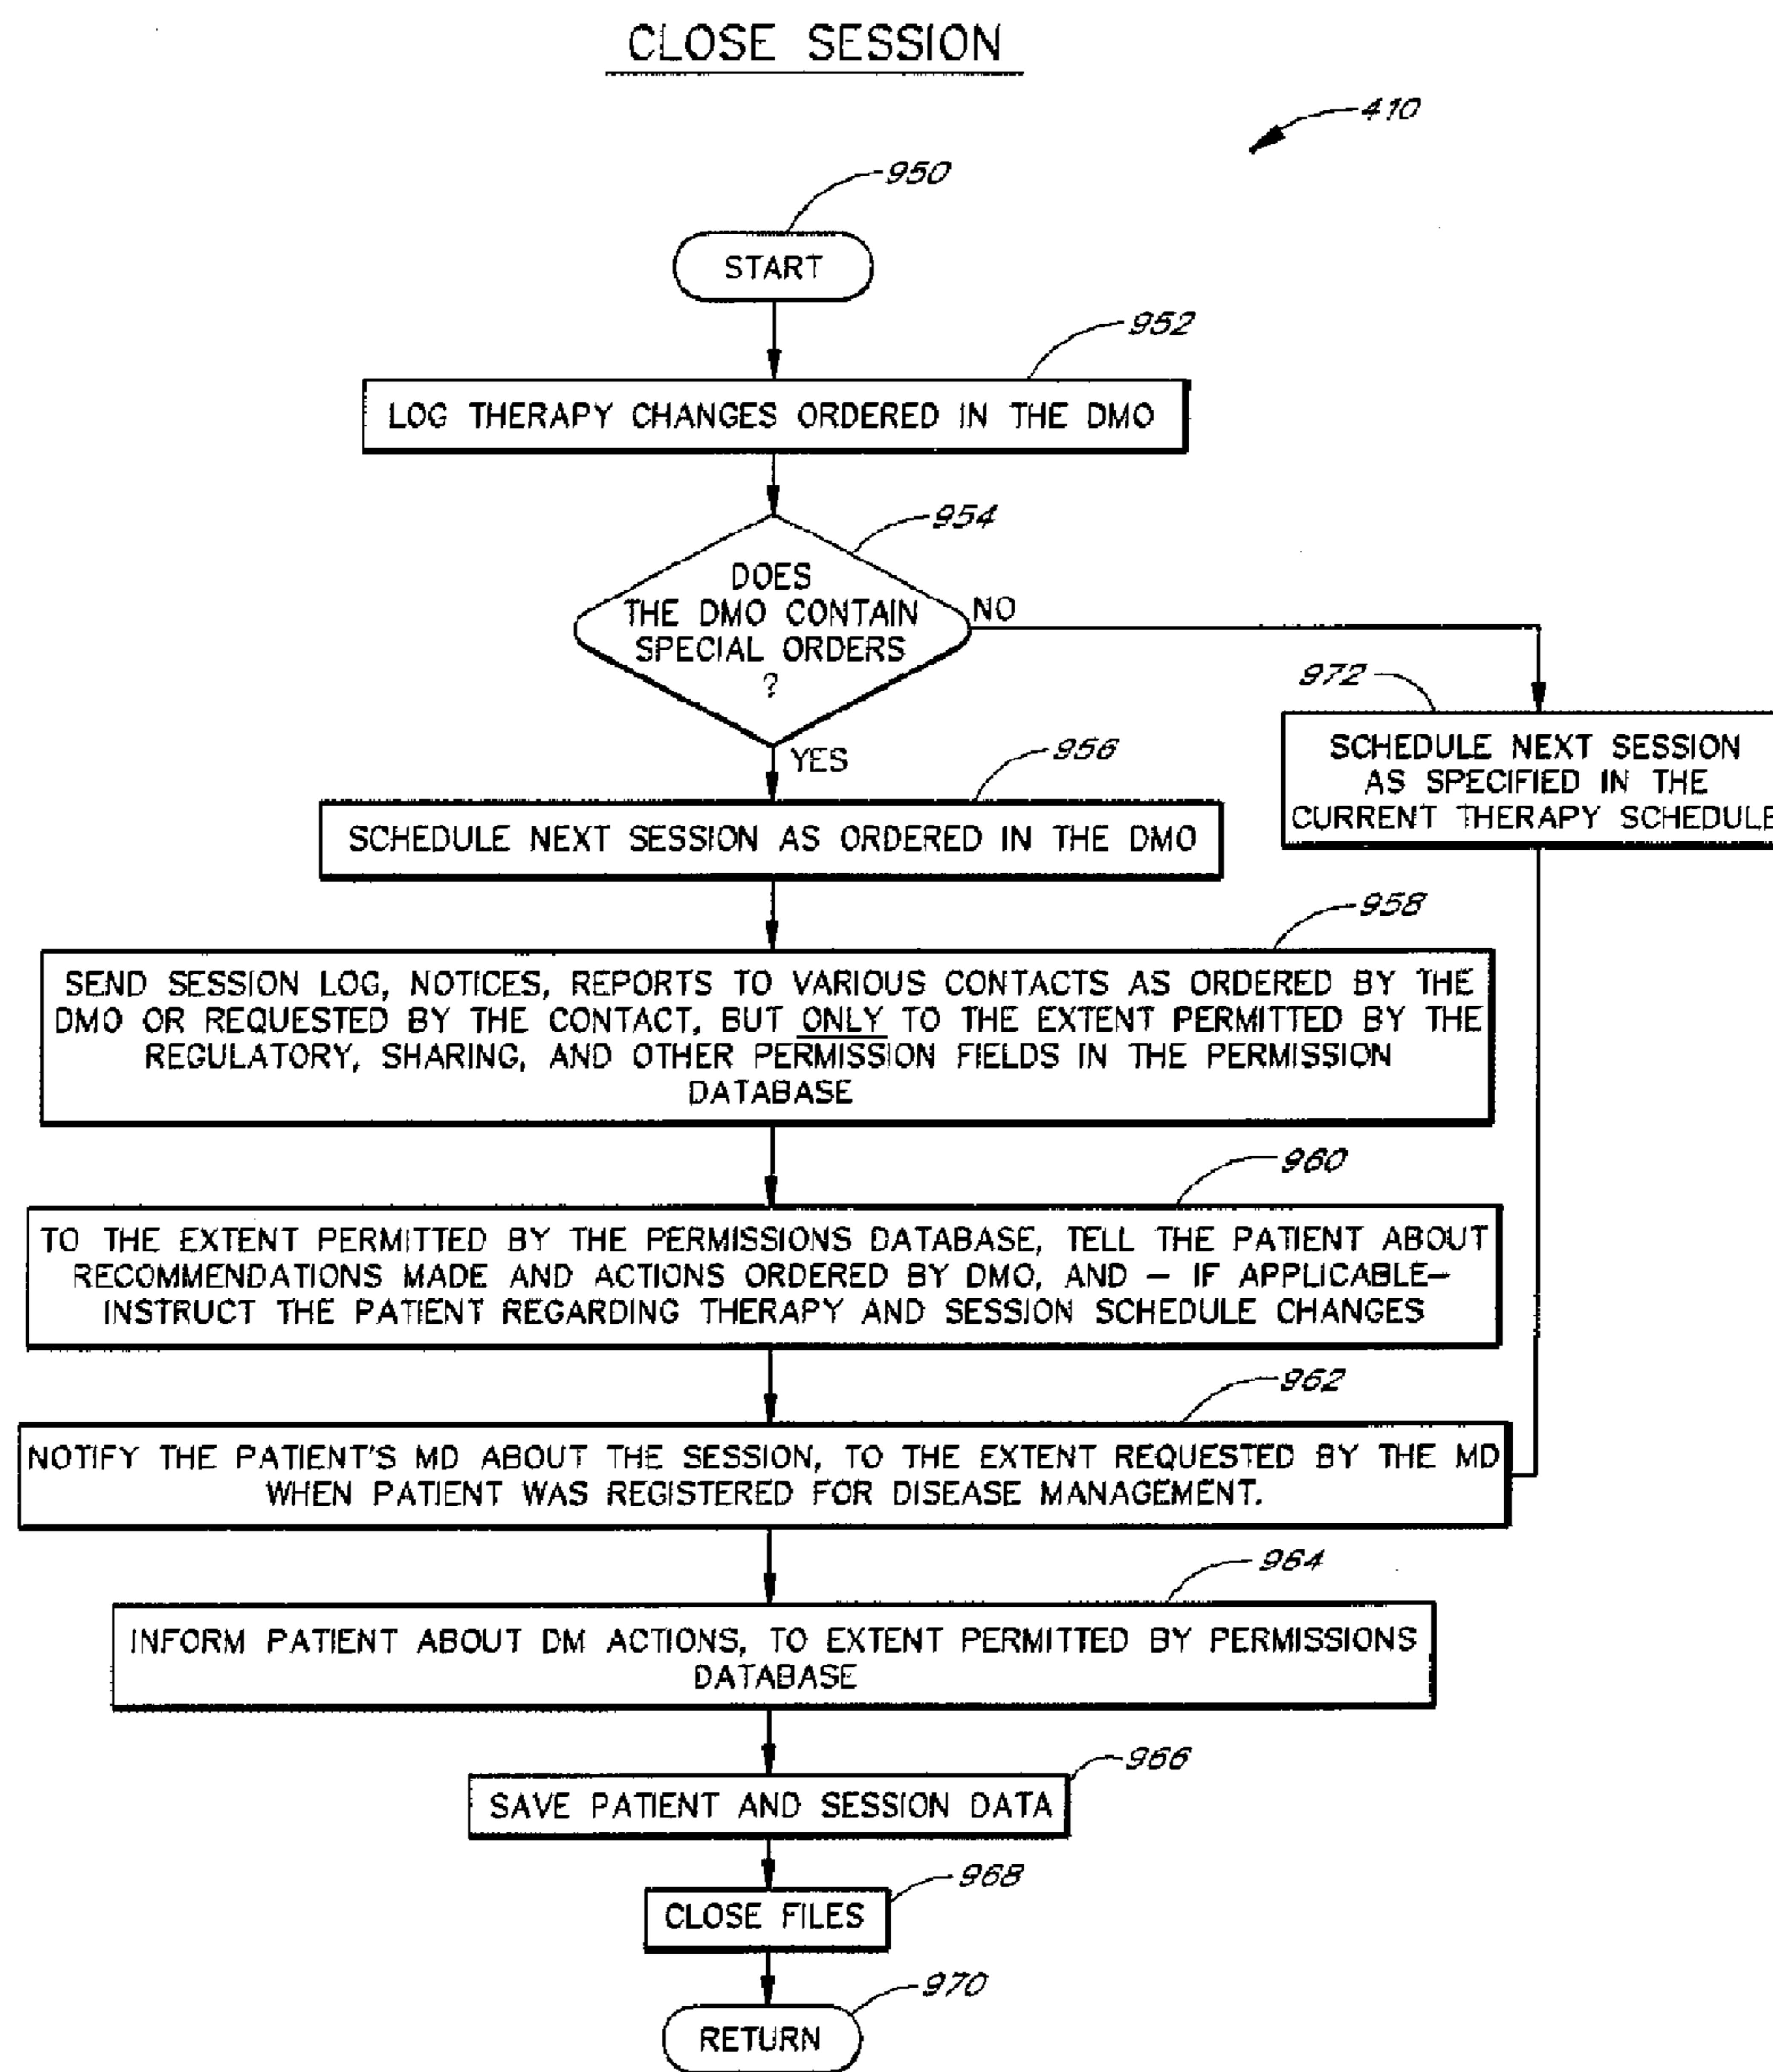 CLOSE SESSION
410
950
START
952
LOG THERAPY CHANGES ORDERED IN THE DMO
954
DOES
THE DMO CONTAIN
SPECIAL ORDERS
?
NO
YES
972
SCHEDULE NEXT SESSION
AS SPECIFIED IN THE
CURRENT THERAPY SCHEDULE
956
SCHEDULE NEXT SESSION AS ORDERED IN THE DMO
958
SEND SESSION LOG, NOTICES, REPORTS TO VARIOUS CONTACTS AS ORDERED BY THE
DMO OR REQUESTED BY THE CONTACT, BUT ONLY TO THE EXTENT PERMITTED BY THE
REGULATORY, SHARING, AND OTHER PERMISSION FIELDS IN THE PERMISSION
DATABASE
960
TO THE EXTENT PERMITTED BY THE PERMISSIONS DATABASE, TELL THE PATIENT ABOUT
RECOMMENDATIONS MADE AND ACTIONS ORDERED BY DMO, AND – IF APPLICABLE–
INSTRUCT THE PATIENT REGARDING THERAPY AND SESSION SCHEDULE CHANGES
962
NOTIFY THE PATIENT'S MD ABOUT THE SESSION, TO THE EXTENT REQUESTED BY THE MD
WHEN PATIENT WAS REGISTERED FOR DISEASE MANAGEMENT.
964
INFORM PATIENT ABOUT DM ACTIONS, TO EXTENT PERMITTED BY PERMISSIONS
DATABASE
966
SAVE PATIENT AND SESSION DATA
968
CLOSE FILES
970
RETURN